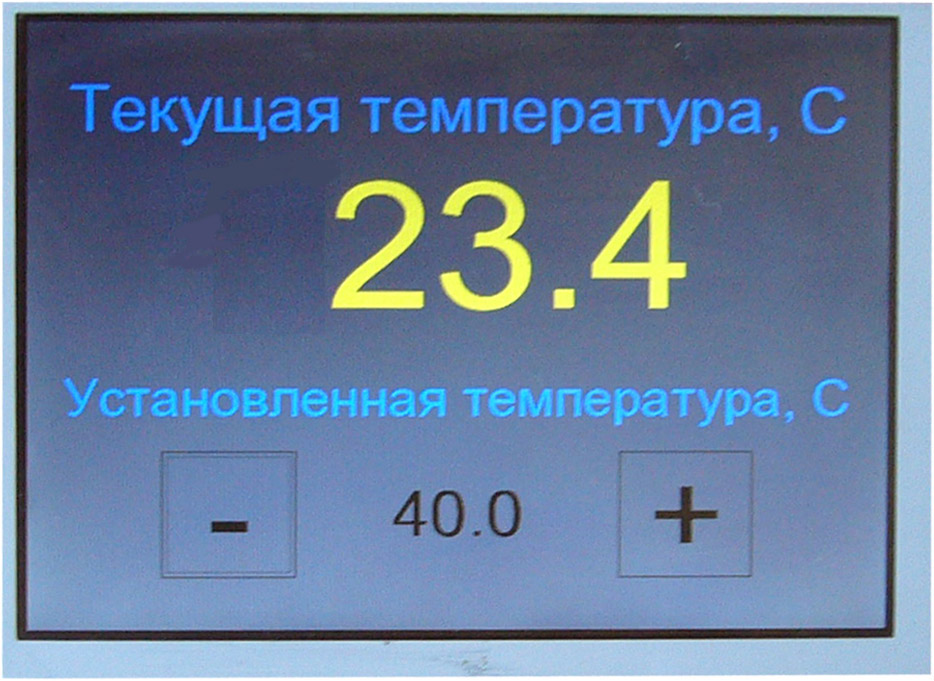 Текущая температура, С
23.4
Установленная температура, С
- 40.0 +